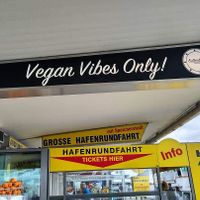 Vegan Vibes Only!
GROSSE HAFENRUNDFAHRT
HAFENRUNDFAHRT
TICKETS HIER
Info